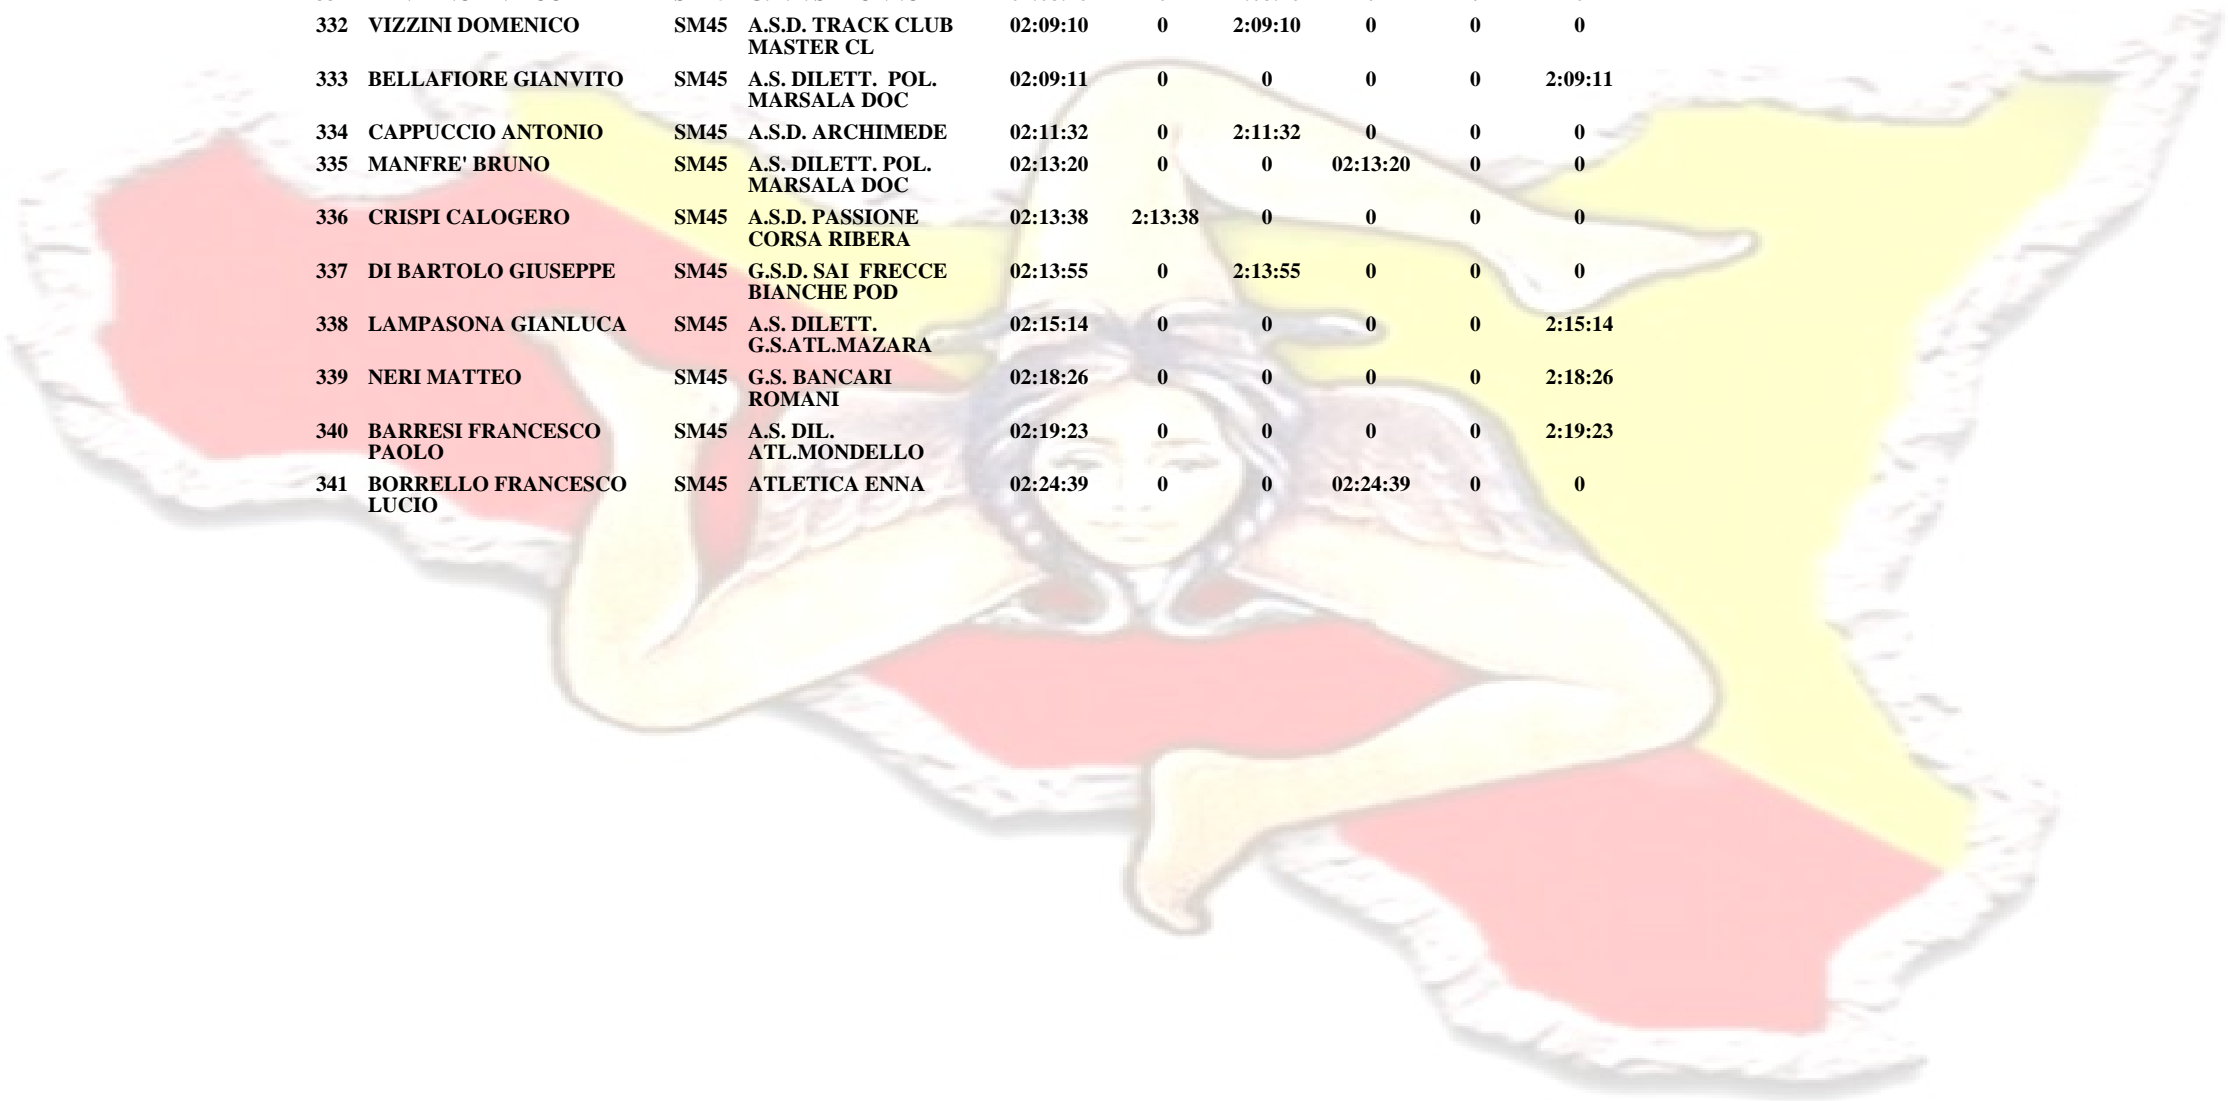 332 VIZZINI DOMENICO SM45 A.S.D. TRACK CLUB 02:09:10 0 2:09:10 0 0 0
MASTER CL
333 BELLAFIORE GIANVITO SM45 A.S. DILETT. POL. 02:09:11 0 0 0 0 2:09:11
MARSALA DOC
334 CAPPUCCIO ANTONIO SM45 A.S.D. ARCHIMEDE 02:11:32 0 2:11:32 0 0 0
335 MANFRE' BRUNO SM45 A.S. DILETT. POL. 02:13:20 0 0 02:13:20 0 0
MARSALA DOC
336 CRISPI CALOGERO SM45 A.S.D. PASSIONE 02:13:38 2:13:38 0 0 0 0
CORSA RIBERA
337 DI BARTOLO GIUSEPPE SM45 G.S.D. SAI FRECCE 02:13:55 0 2:13:55 0 0 0
BIANCHE POD
338 LAMPASONA GIANLUCA SM45 A.S. DILETT. 02:15:14 0 0 0 0 2:15:14
G.S.ATL.MAZARA
339 NERI MATTEO SM45 G.S. BANCARI 02:18:26 0 0 0 0 2:18:26
ROMANI
340 BARRESI FRANCESCO SM45 A.S. DIL. 02:19:23 0 0 0 0 2:19:23
PAOLO ATL.MONDELLO
341 BORRELLO FRANCESCO SM45 ATLETICA ENNA 02:24:39 0 0 02:24:39 0 0
LUCIO